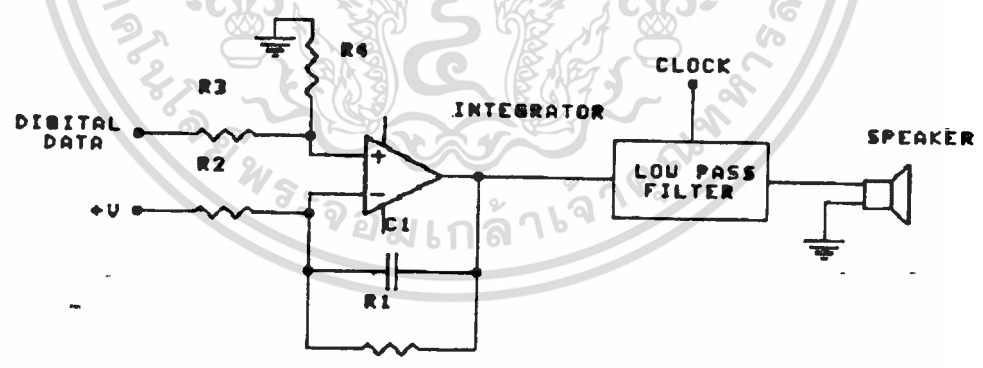 R4
CLOCK
R3
INTEGRATOR
DIGITAL
DATA
SPEAKER
R2
+
LOW PASS
FILTER
-
+V
C1
R1